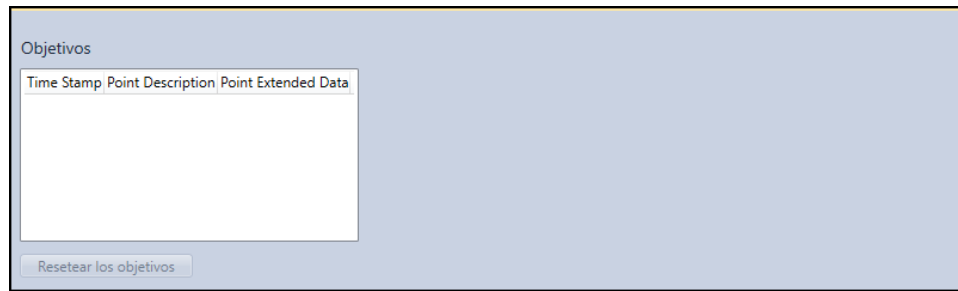 Objetivos
Time Stamp Point Description Point Extended Data
Resetear los objetivos